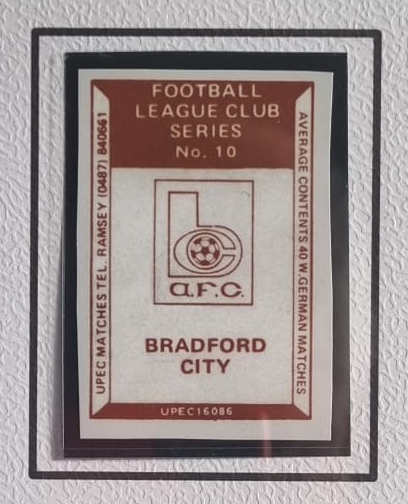 FOOTBALL
LEAGUE CLUB
SERIES
No. 10
UPEC MATCHES TEL. RAMSEY (0487) 840661
AVERAGE CONTENTS 40 W.GERMAN MATCHES
bc
a.F.C.
BRADFORD
CITY
UPEC16086